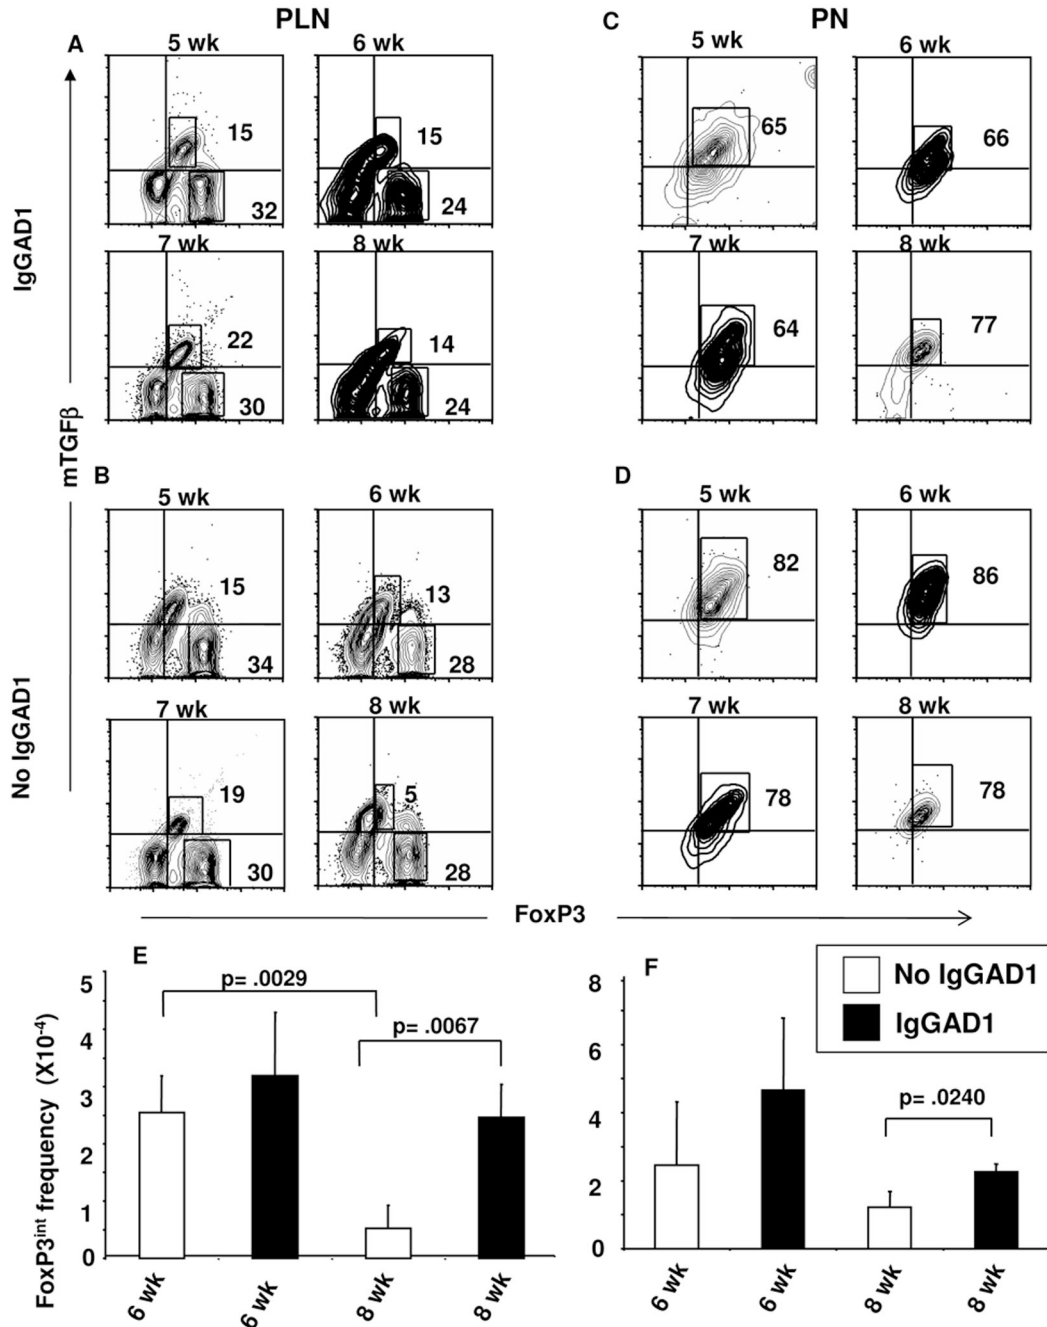 PLN
PN
A
5 wk
6 wk
C
5 wk
6 wk
15
32
15
24
65
66
7 wk
8 wk
7 wk
8 wk
22
30
14
24
64
77
IgGAD1
mTGFβ
B
5 wk
6 wk
D
5 wk
6 wk
15
34
13
28
82
86
7 wk
8 wk
7 wk
8 wk
19
30
5
28
78
78
No IgGAD1
FoxP3
E
p= .0029
p= .0067
5
4
3
2
1
0
FoxP3int frequency (X10-4)
6 wk
6 wk
8 wk
8 wk
F
No IgGAD1
IgGAD1
p= .0240
8
6
4
2
0
6 wk
6 wk
8 wk
8 wk